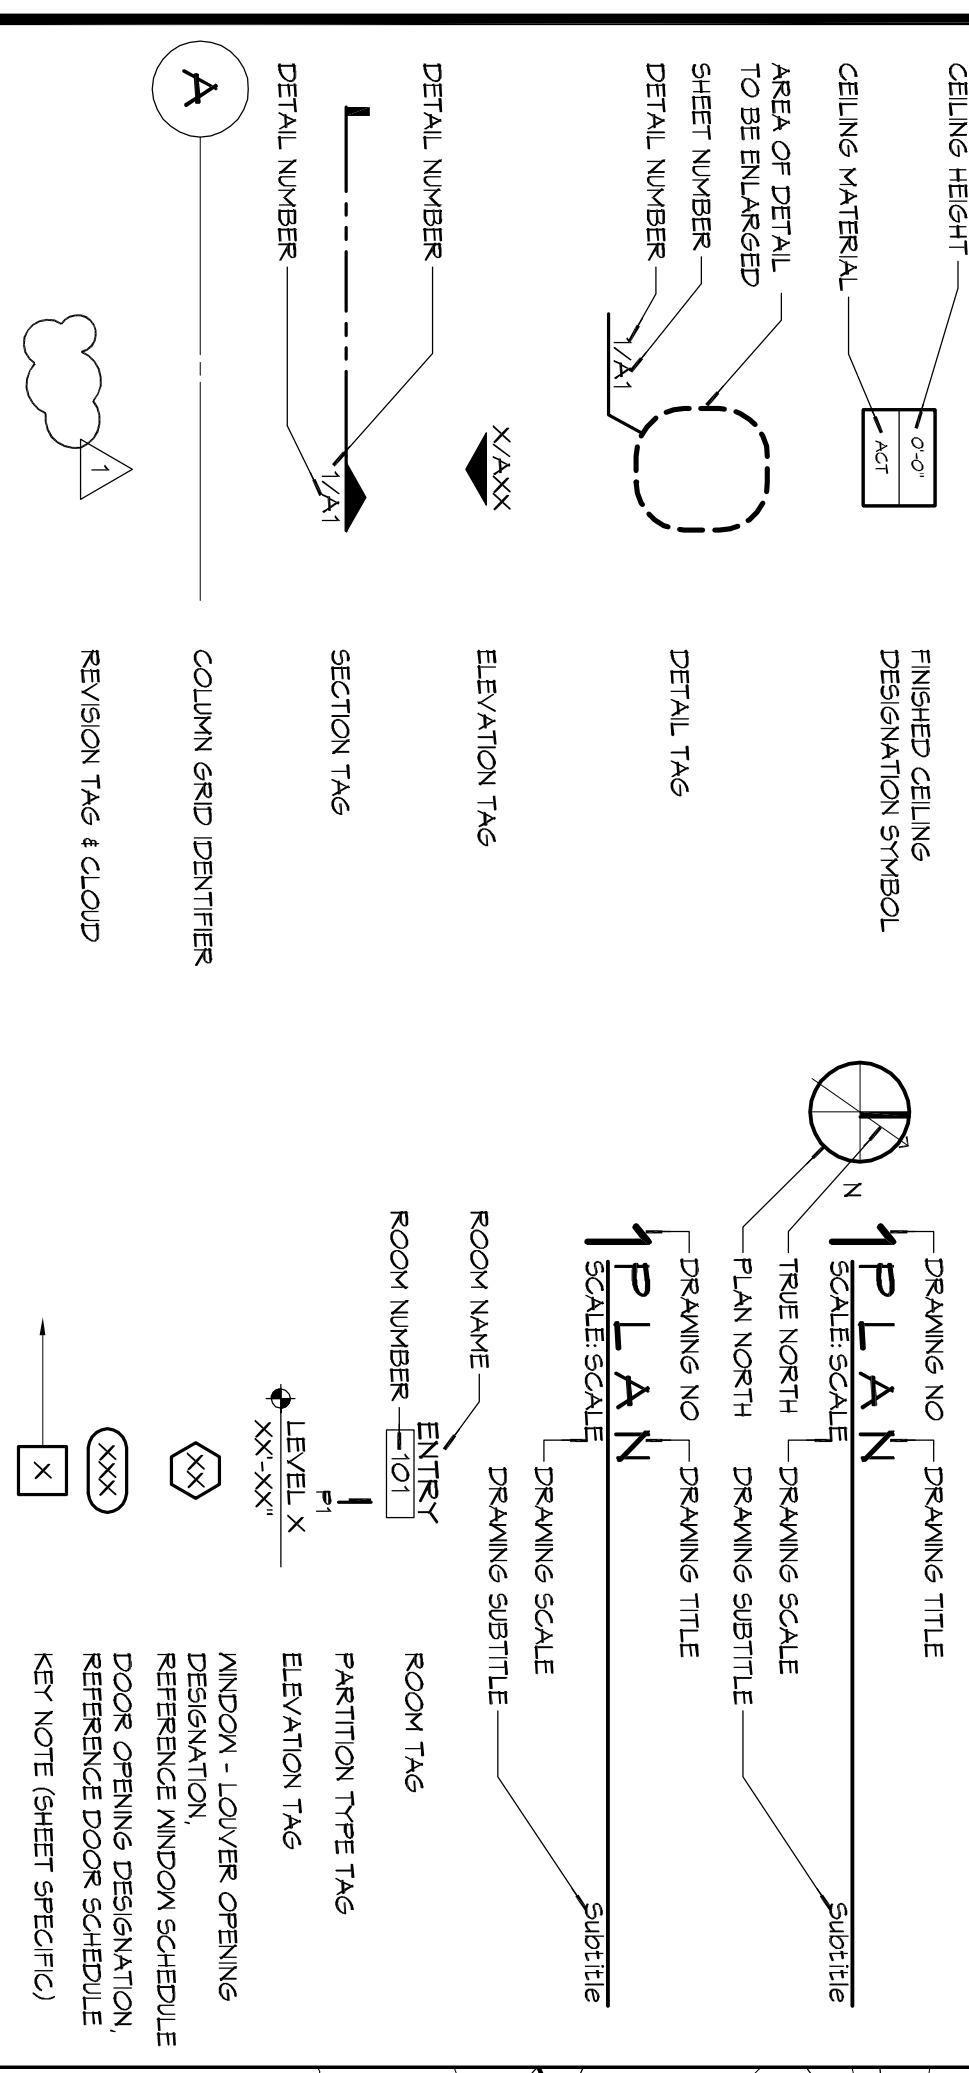 CEILING HEIGHT
CEILING MATERIAL
0'-0"
ACT
FINISHED CEILING
DESIGNATION SYMBOL
AREA OF DETAIL
TO BE ENLARGED
SHEET NUMBER
DETAIL NUMBER
1/A1
DETAIL TAG
X/AXX
ELEVATION TAG
DETAIL NUMBER
DETAIL NUMBER
1/A1
SECTION TAG
A
COLUMN GRID IDENTIFIER
1
REVISION TAG & CLOUD
DRAWING NO
DRAWING TITLE
1 PLAN
SCALE: SCALE
Subtitle
N
TRUE NORTH
DRAWING SCALE
PLAN NORTH
DRAWING SUBTITLE
DRAWING NO
DRAWING TITLE
1 PLAN
SCALE: SCALE
Subtitle
DRAWING SCALE
DRAWING SUBTITLE
ROOM NAME
ROOM NUMBER
ENTRY
101
ROOM TAG
P1
PARTITION TYPE TAG
LEVEL X
XX'-XX"
ELEVATION TAG
XX
WINDOW - LOUVER OPENING
DESIGNATION,
REFERENCE WINDOW SCHEDULE
XXX
DOOR OPENING DESIGNATION,
REFERENCE DOOR SCHEDULE
X
KEY NOTE (SHEET SPECIFIC)